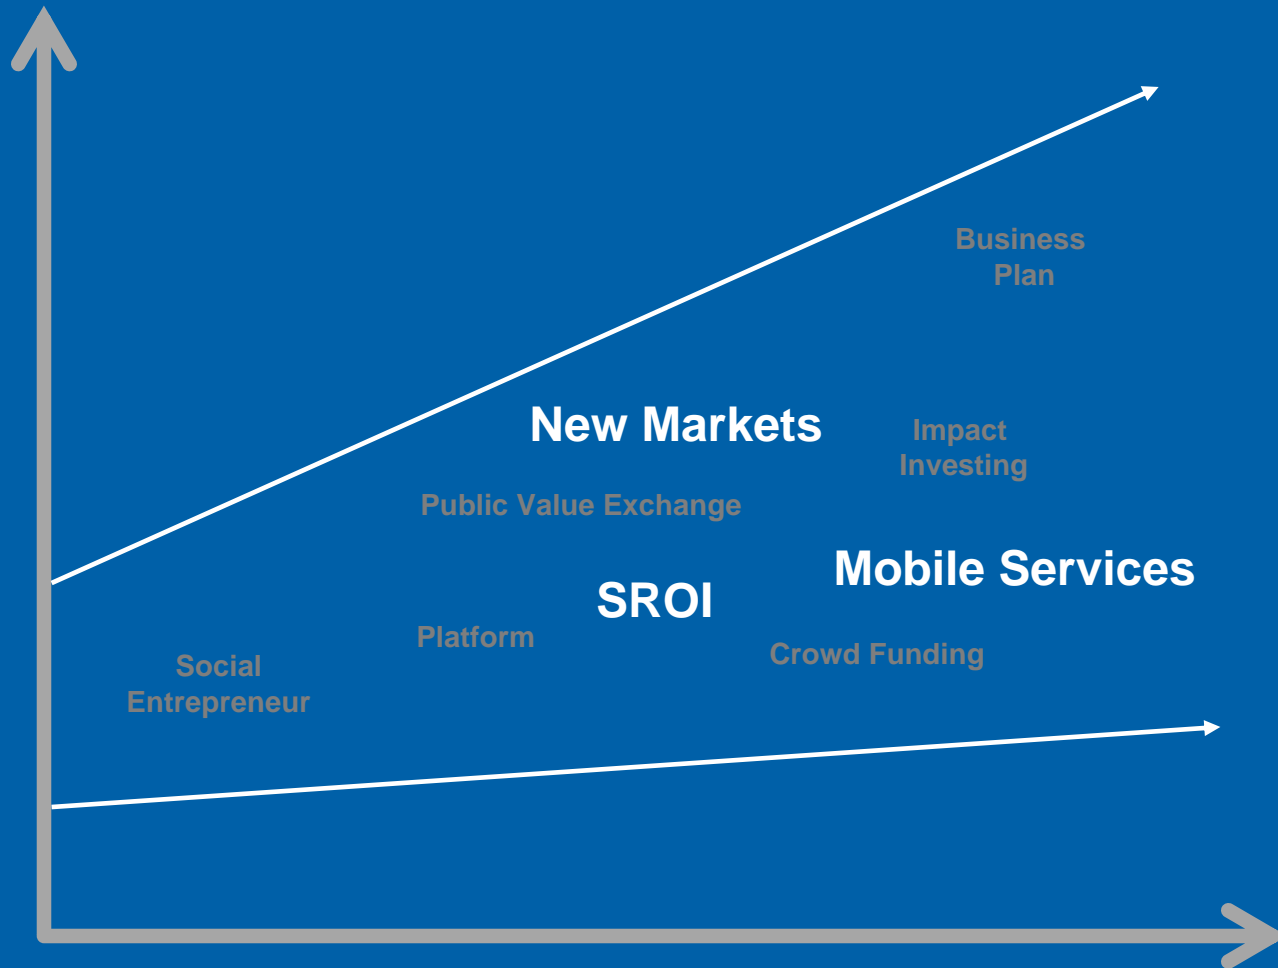 Business
Plan
New Markets
Impact
Investing
Public Value Exchange
Mobile Services
SROI
Platform
Crowd Funding
Social
Entrepreneur